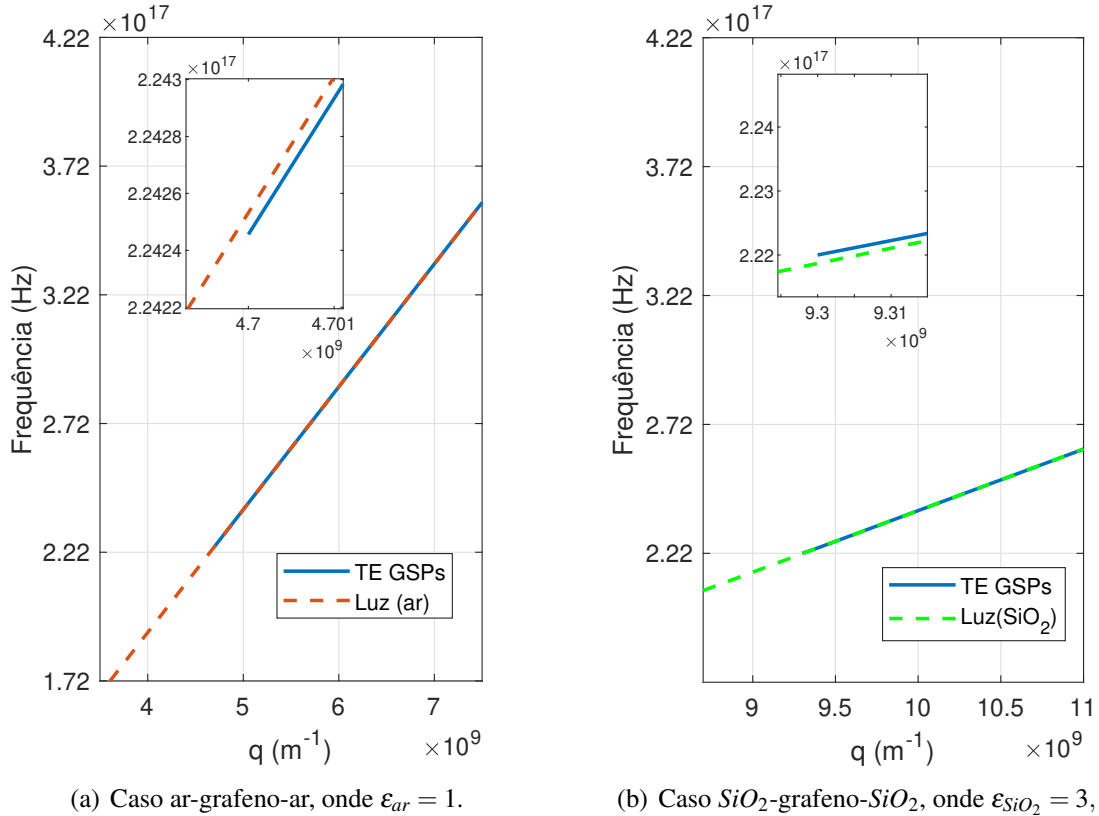 ×10^17
4.22
3.72
3.22
2.72
2.22
1.72
Frequência (Hz)
×10^17
2.243
2.2428
2.2426
2.2424
2.2422
4.7 4.701
×10^9
TE GSPs
Luz (ar)
4 5 6 7
q (m^-1) ×10^9
(a) Caso ar-grafeno-ar, onde ε_ar = 1.
×10^17
4.22
3.72
3.22
2.72
2.22
Frequência (Hz)
×10^17
2.24
2.23
2.22
9.3 9.31
×10^9
TE GSPs
Luz(SiO_2)
9 9.5 10 10.5 11
q (m^-1) ×10^9
(b) Caso SiO_2-grafeno-SiO_2, onde ε_SiO_2 = 3,